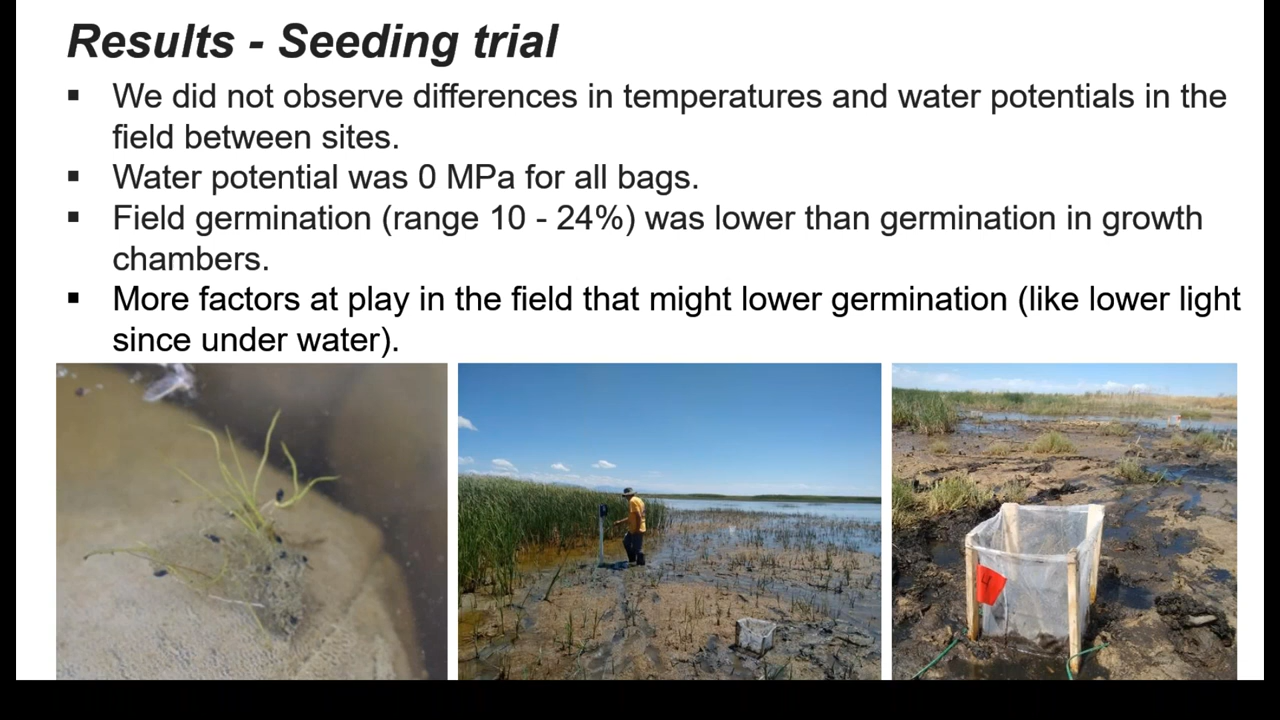 Results - Seeding trial
▪ We did not observe differences in temperatures and water potentials in the
field between sites.
▪ Water potential was 0 MPa for all bags.
▪ Field germination (range 10 - 24%) was lower than germination in growth
chambers.
▪ More factors at play in the field that might lower germination (like lower light
since under water).
4